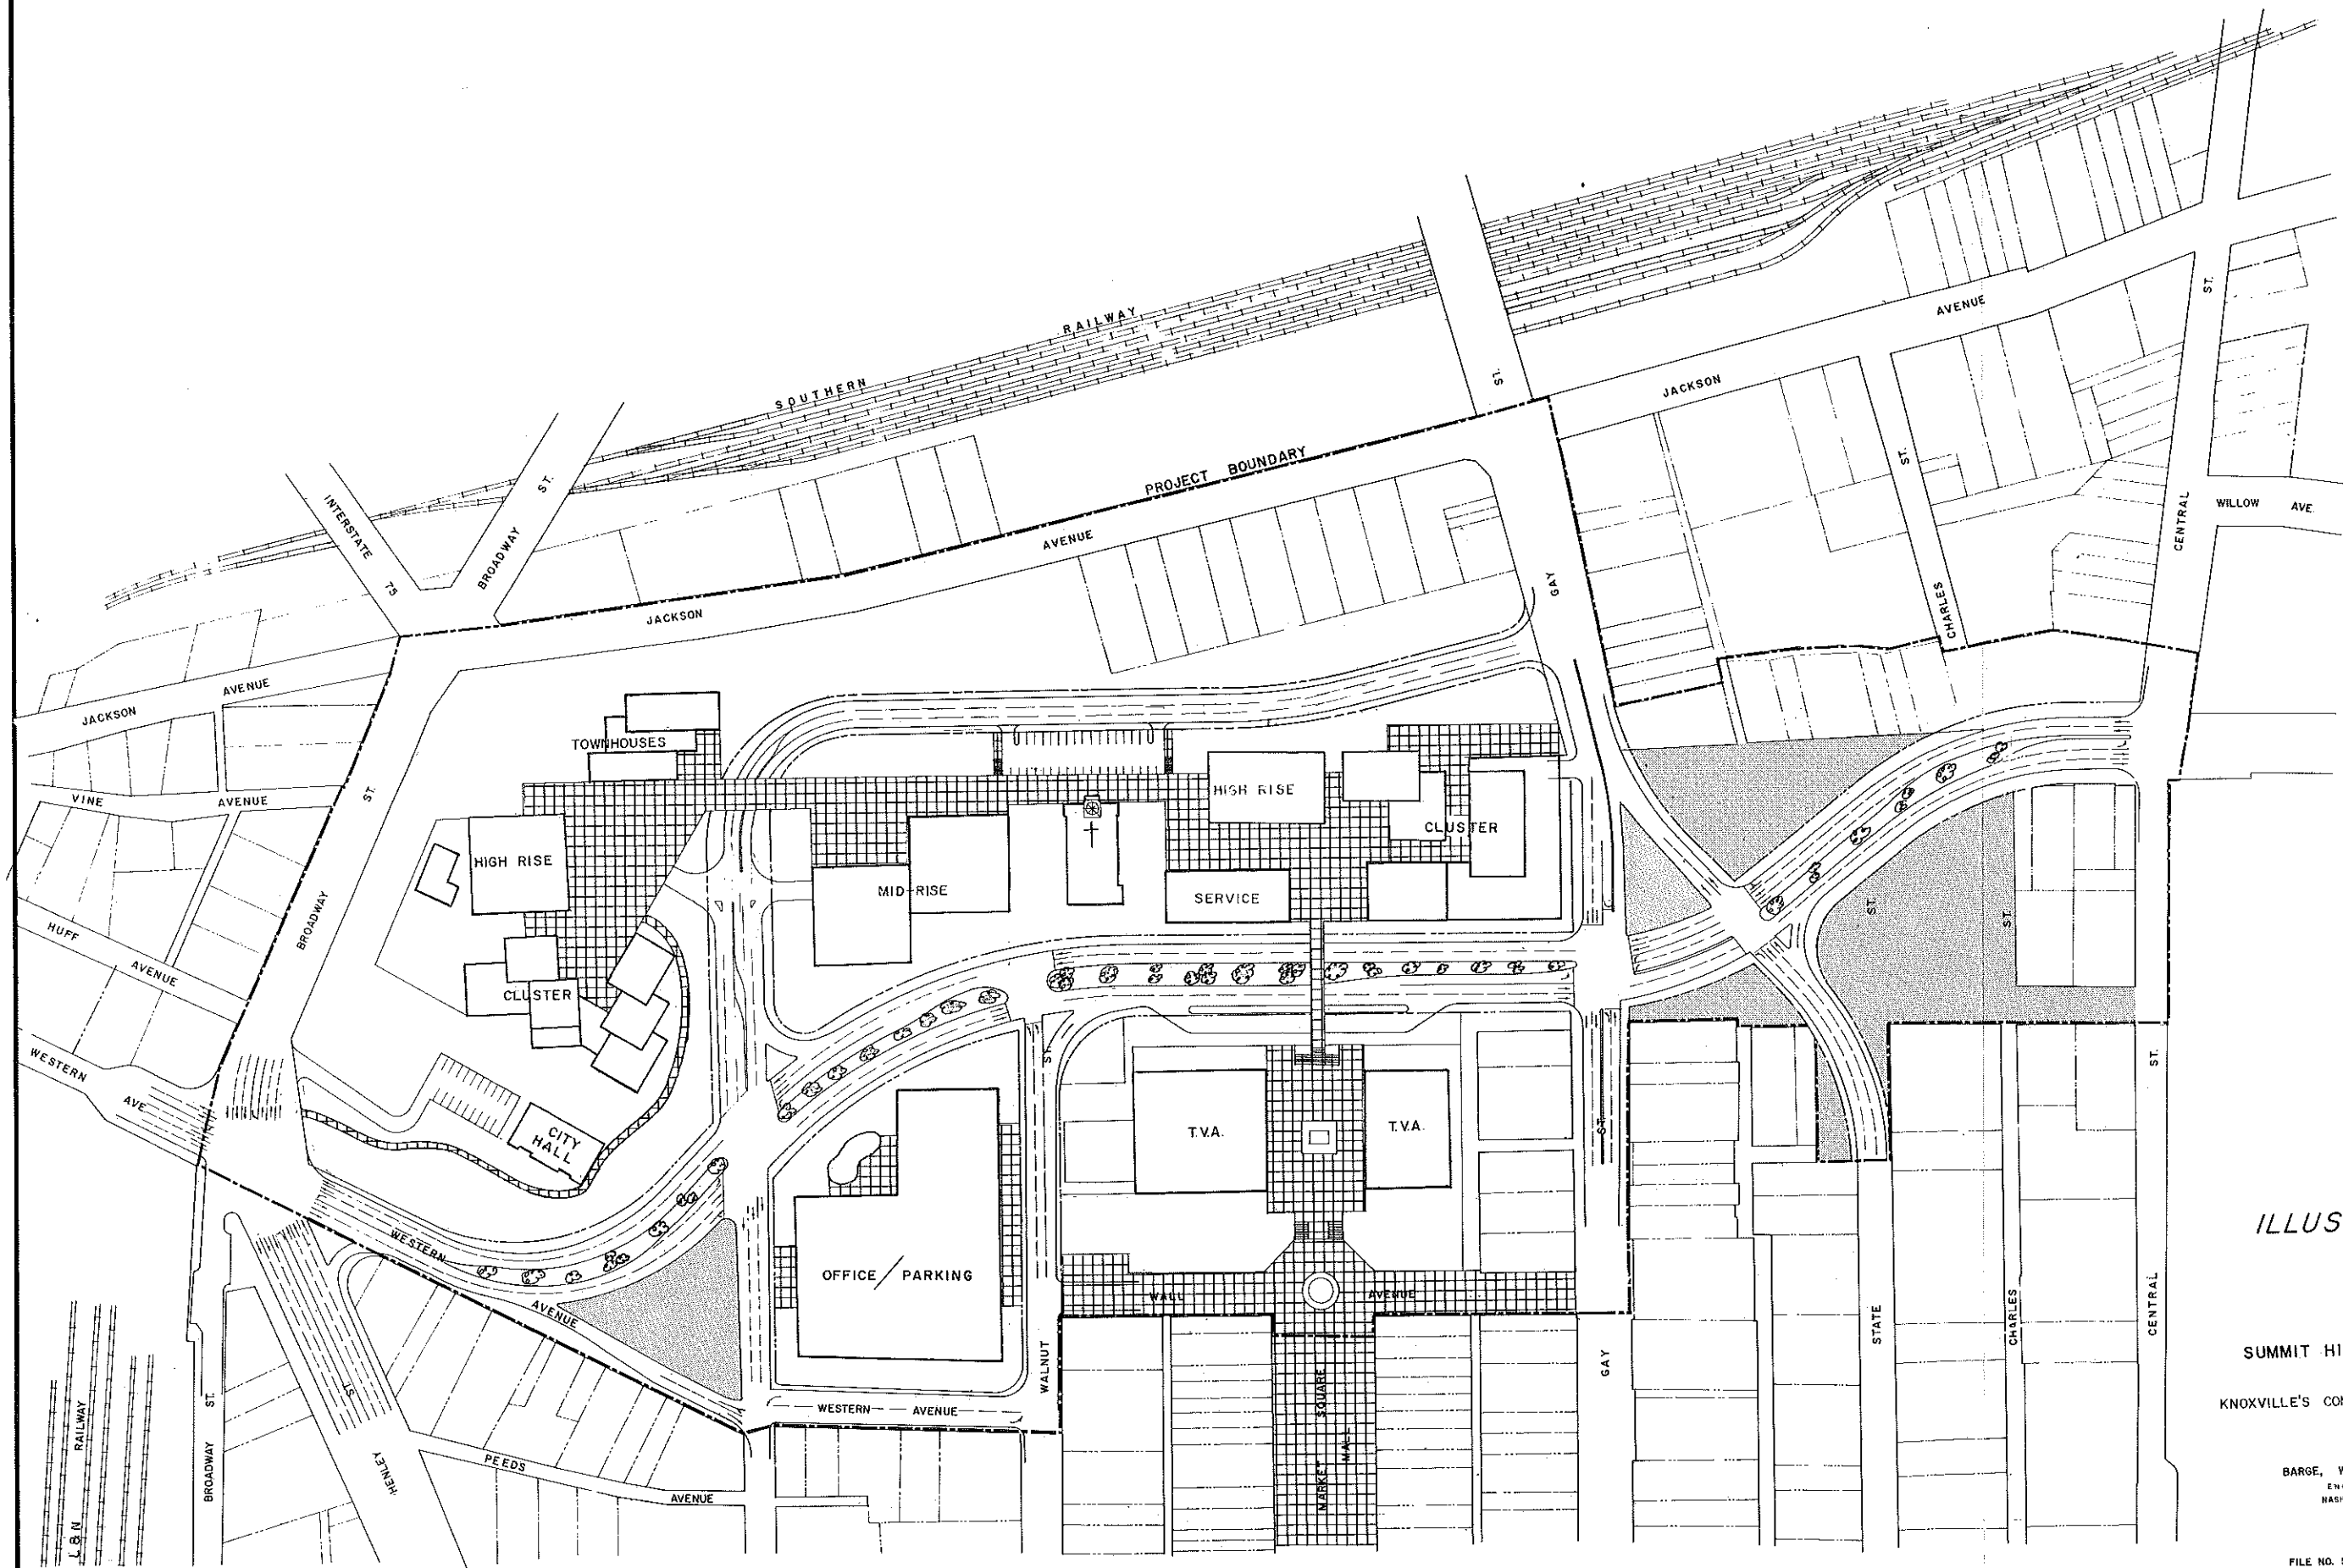 SOUTHERN RAILWAY
INTERSTATE 75
BROADWAY ST.
PROJECT BOUNDARY
JACKSON AVENUE
ST.
GAY
JACKSON AVENUE
ST.
CHARLES
ST.
CENTRAL
WILLOW AVE.
JACKSON AVENUE
VINE AVENUE
HUFF AVENUE
WESTERN AVE.
BROADWAY ST.
TOWNHOUSES
HIGH RISE
CLUSTER
CITY
HALL
MID-RISE
HIGH RISE
SERVICE
CLUSTER
ST.
ST.
WESTERN AVENUE
OFFICE/PARKING
WALNUT ST.
T.V.A.
T.V.A.
WALL AVENUE
MARKET SQUARE
MALL
GAY ST.
STATE
CHARLES
CENTRAL ST.
WESTERN AVENUE
PEEDS AVENUE
HENLEY ST.
BROADWAY ST.
L & N RAILWAY
ILLUS
SUMMIT HI
KNOXVILLE'S CO
BARGE, W
EN
NASH
FILE NO.